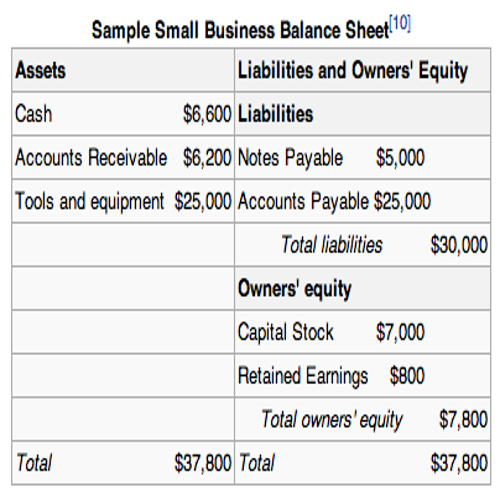 Sample Small Business Balance Sheet[10]
Assets Liabilities and Owners' Equity
Cash $6,600 Liabilities
Accounts Receivable $6,200 Notes Payable $5,000
Tools and equipment $25,000 Accounts Payable $25,000
Total liabilities $30,000
Owners' equity
Capital Stock $7,000
Retained Earnings $800
Total owners' equity $7,800
Total $37,800 Total $37,800